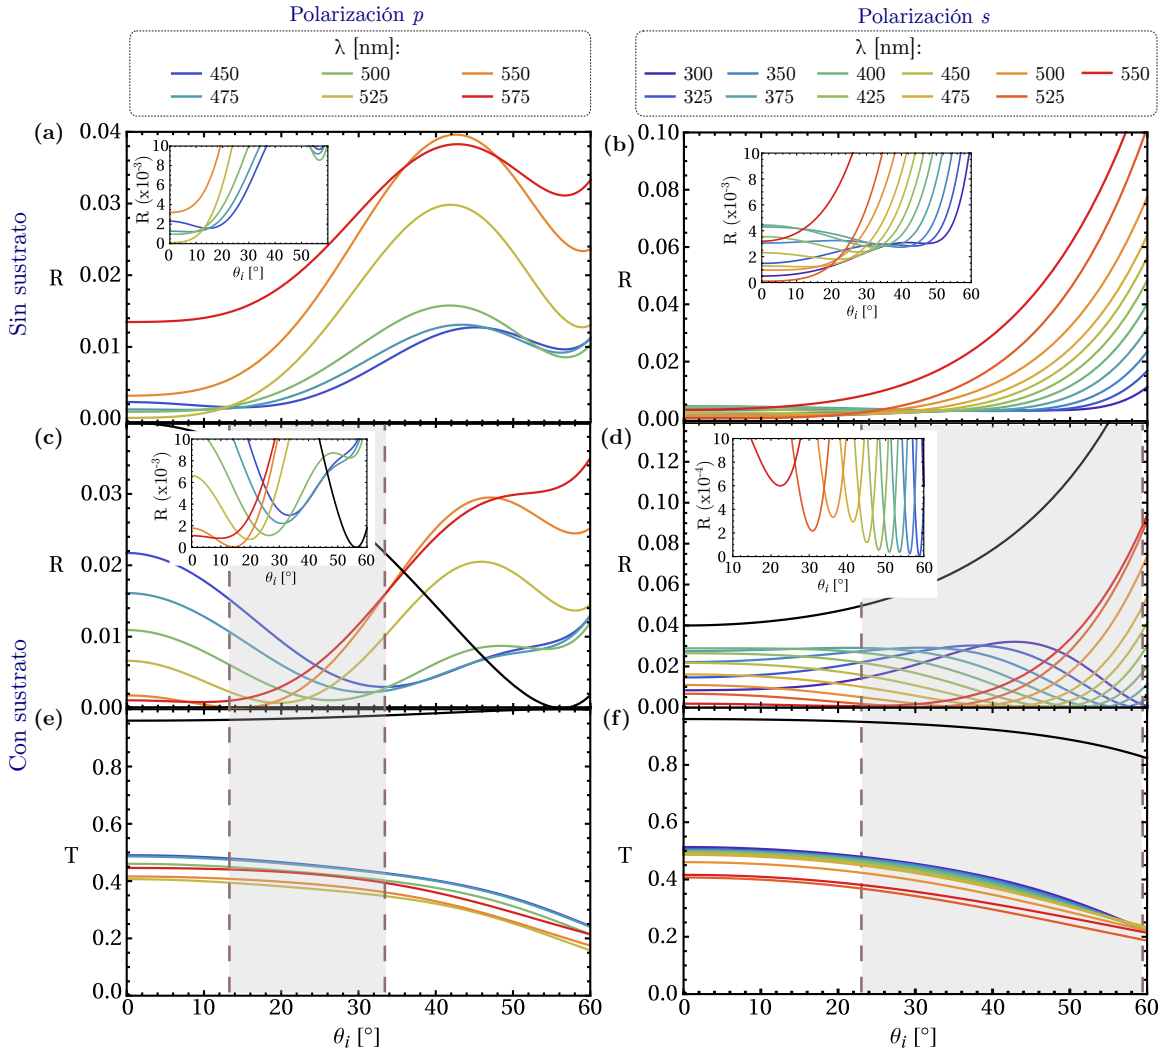 Polarización p
Polarización s
λ [nm]:
450 500 550
475 525 575
λ [nm]:
300 350 400 450 500 550
325 375 425 475 525
Sin sustrato
Con sustrato
(a)
R
0.04
0.03
0.02
0.01
0.00
R (x10-3)
10
8
6
4
2
0
0 10 20 30 40 50
θi [°]
(b)
R
0.10
0.08
0.06
0.04
0.02
0.00
R (x10-3)
10
8
6
4
2
0
0 10 20 30 40 50 60
θi [°]
(c)
R
0.03
0.02
0.01
0.00
R (x10-3)
10
8
6
4
2
0
0 10 20 30 40 50 60
θi [°]
(d)
R
0.12
0.10
0.08
0.06
0.04
0.02
0.00
R (x10-4)
10
8
6
4
2
0
10 20 30 40 50 60
θi [°]
(e)
T
0.8
0.6
0.4
0.2
0.0
0 10 20 30 40 50 60
θi [°]
(f)
T
0.8
0.6
0.4
0.2
0.0
0 10 20 30 40 50 60
θi [°]